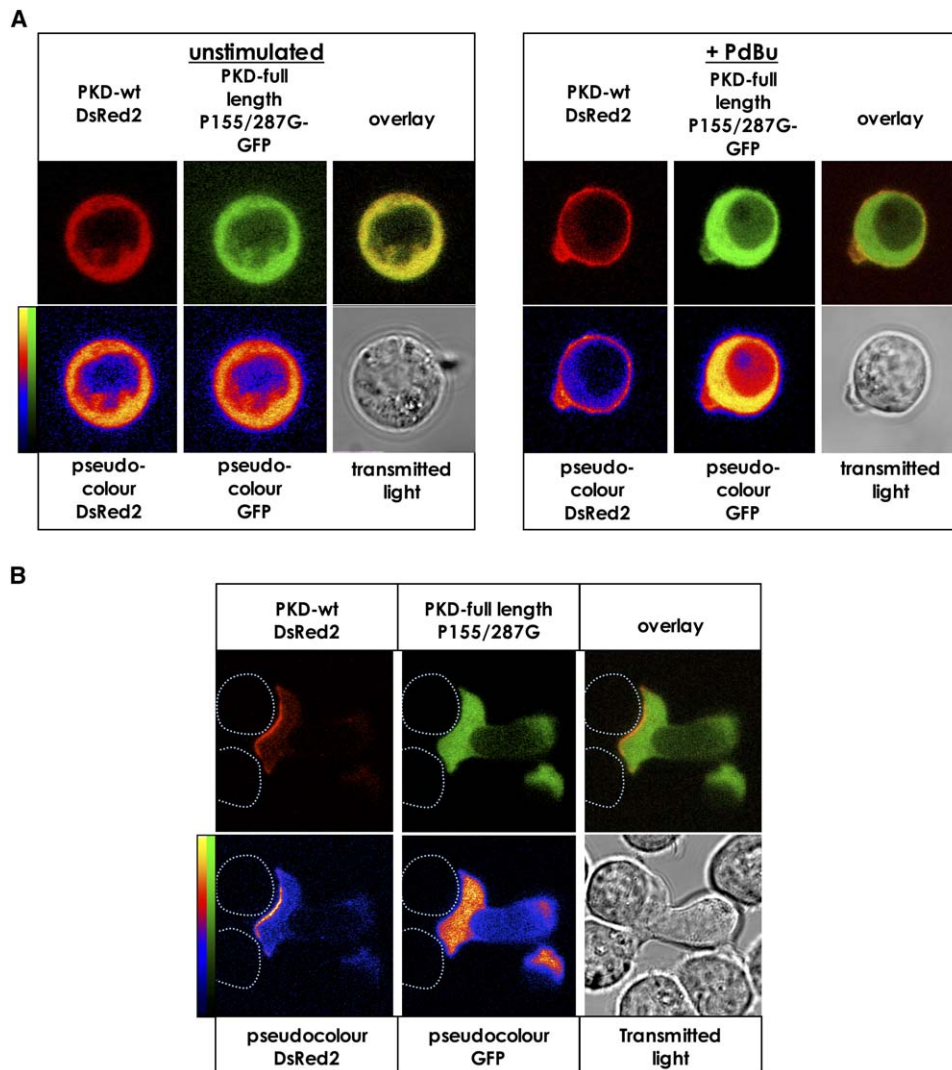 A
unstimulated
PKD-wt
DsRed2
PKD-full
length
P155/287G-
GFP
overlay
pseudo-
colour
DsRed2
pseudo-
colour
GFP
transmitted
light
+ PdBu
PKD-wt
DsRed2
PKD-full
length
P155/287G-
GFP
overlay
pseudo-
colour
DsRed2
pseudo-
colour
GFP
transmitted
light
B
PKD-wt
DsRed2
PKD-full length
P155/287G
overlay
pseudocolour
DsRed2
pseudocolour
GFP
Transmitted
light